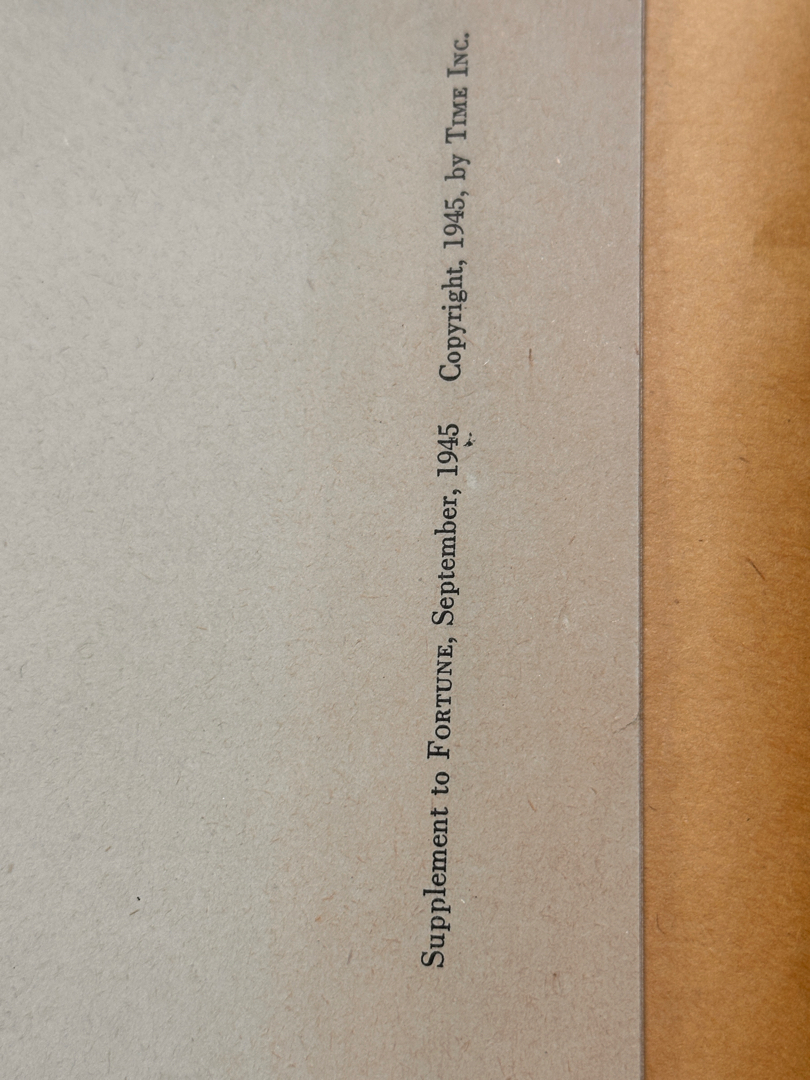 Supplement to FORTUNE, September, 1945 Copyright, 1945, by TIME INC.